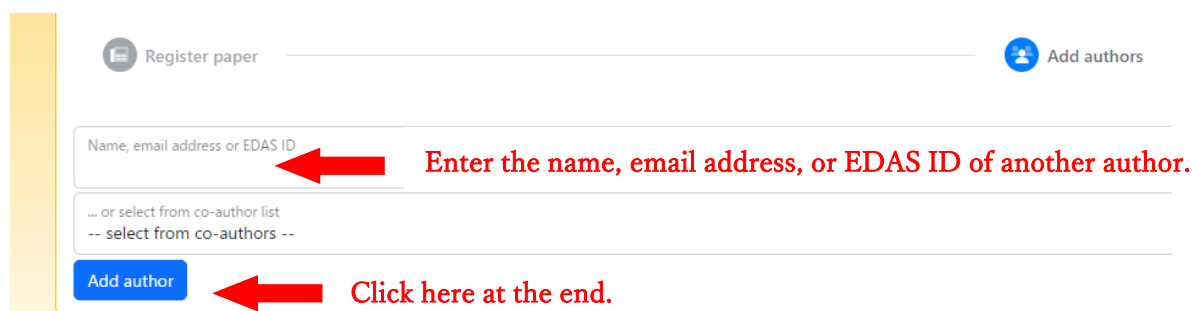 Register paper
Add authors
Name, email address or EDAS ID
Enter the name, email address, or EDAS ID of another author.
... or select from co-author list
-- select from co-authors --
Add author
Click here at the end.